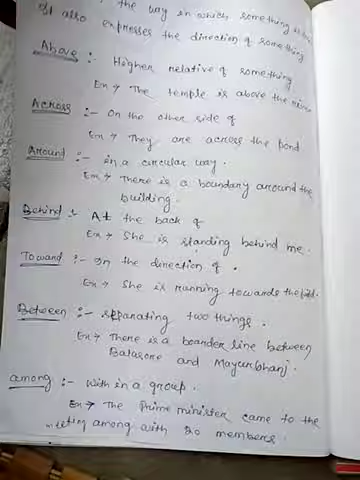 the way in which something is
It also expresses the direction of something
Above :- Higher relative of something
Ex → The temple is above the
Across :- On the other side of
Ex → They are across the pond
Around :- in a circular way.
Ex → There is a boundary around the
building.
Behind :- At the back of
Ex → She is standing behind me.
Toward :- In the direction of .
Ex → She is running towards the
Between :- separating two things .
Ex → There is a boarder line between
Balasore and Mayurbhanj.
among :- With in a group .
Ex → The Prime minister came to the
meeting among with 20 members.